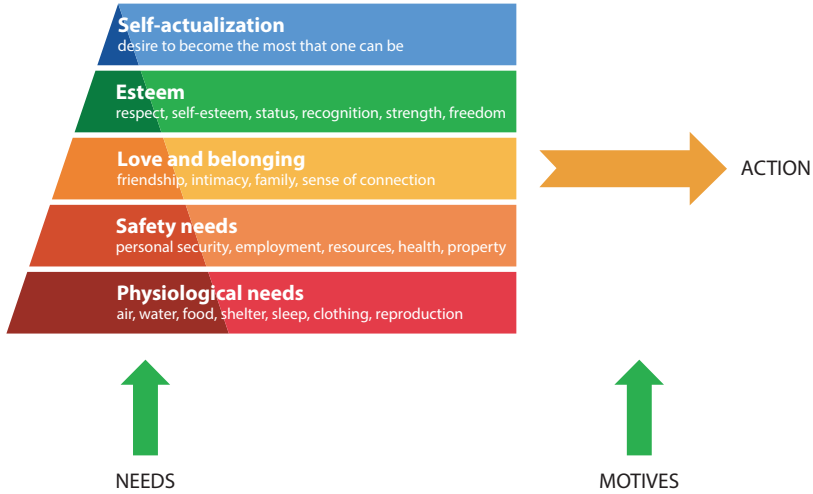 Self-actualization
desire to become the most that one can be
Esteem
respect, self-esteem, status, recognition, strength, freedom
Love and belonging
friendship, intimacy, family, sense of connection
Safety needs
personal security, employment, resources, health, property
Physiological needs
air, water, food, shelter, sleep, clothing, reproduction
ACTION
NEEDS
MOTIVES